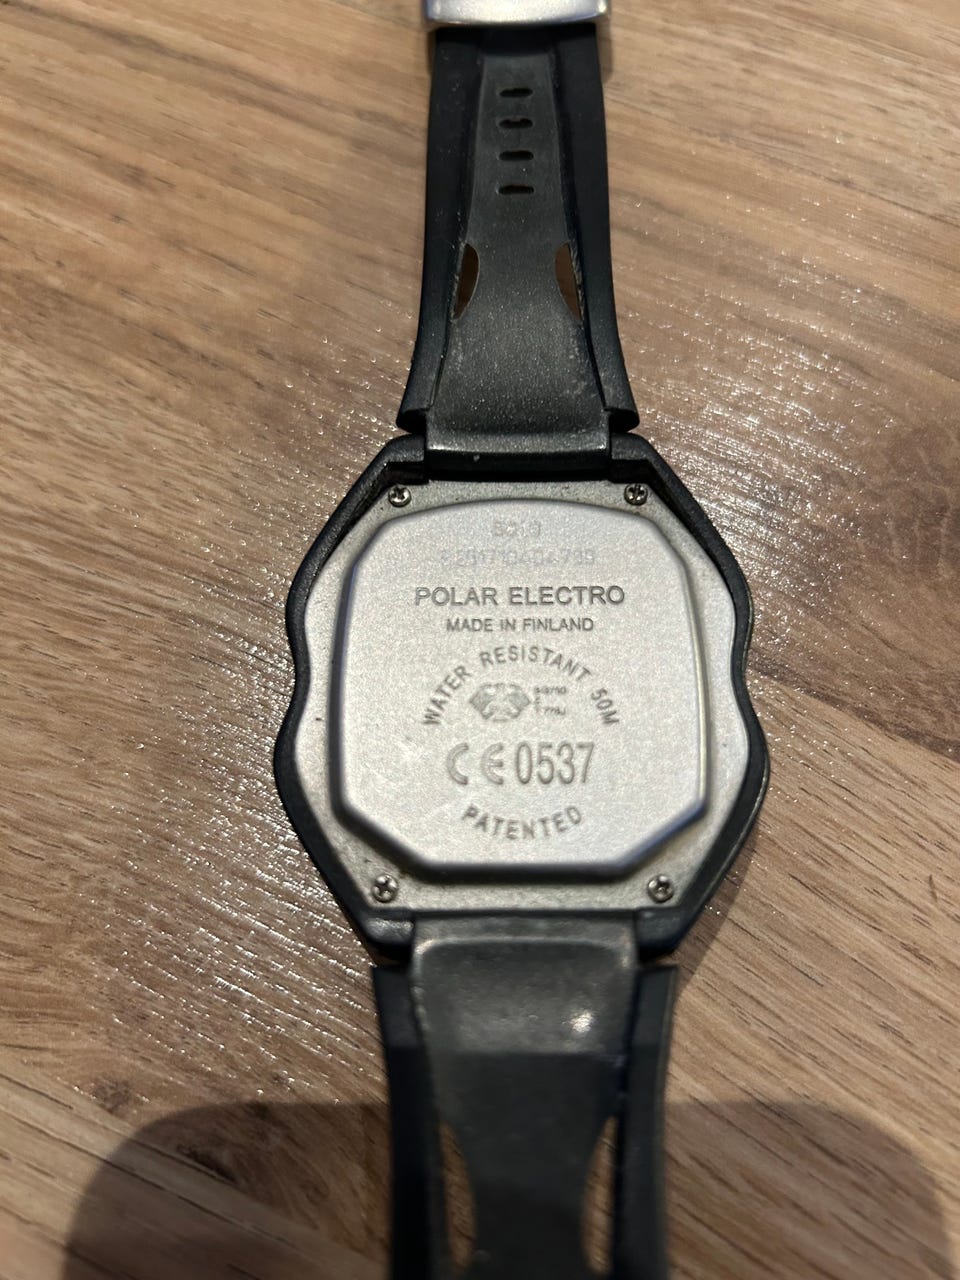 POLAR ELECTRO
MADE IN FINLAND
WATER RESISTANT 50M
CE 0537
PATENTED